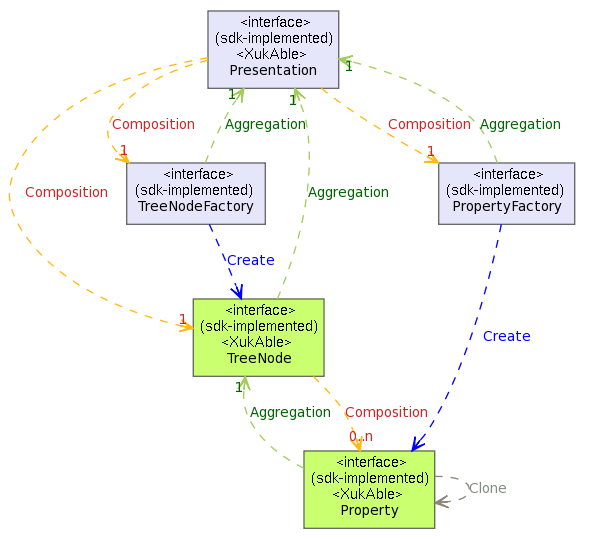 <interface>
(sdk-implemented)
<XukAble>
Presentation
1
1
1
Composition
Aggregation
Composition
Aggregation
1
1
<interface>
(sdk-implemented)
TreeNodeFactory
Composition
Aggregation
<interface>
(sdk-implemented)
PropertyFactory
Create
1
<interface>
(sdk-implemented)
<XukAble>
TreeNode
Create
1
Aggregation
Composition
0..n
<interface>
(sdk-implemented)
<XukAble>
Property
Clone